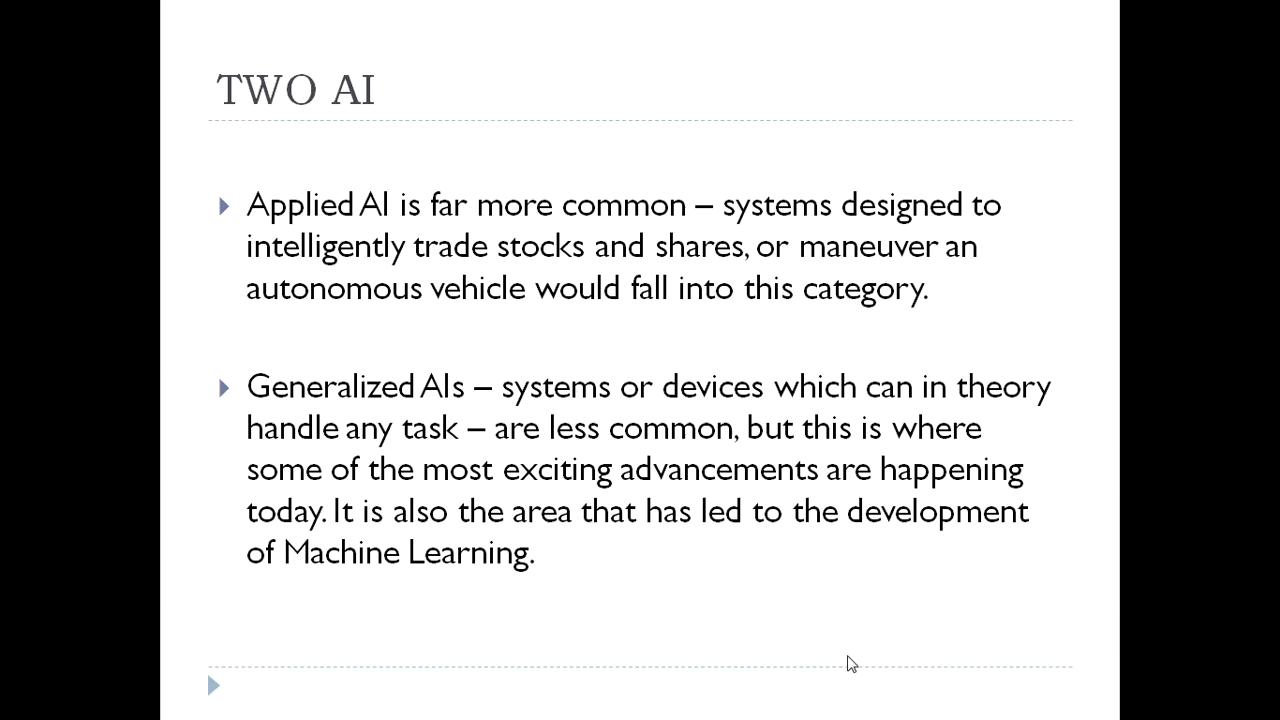 TWO AI
Applied AI is far more common – systems designed to
intelligently trade stocks and shares, or maneuver an
autonomous vehicle would fall into this category.
Generalized AIs – systems or devices which can in theory
handle any task – are less common, but this is where
some of the most exciting advancements are happening
today. It is also the area that has led to the development
of Machine Learning.